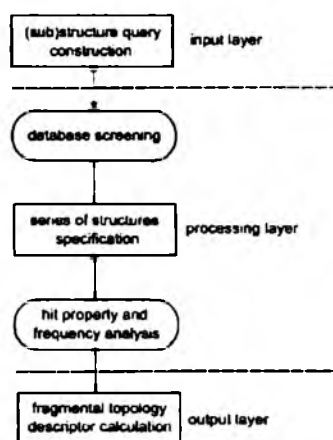 (sub)structure query
construction
input layer
database screening
series of structures
specification
processing layer
hit property and
frequency analysis
fragmental topology
descriptor calculation
output layer